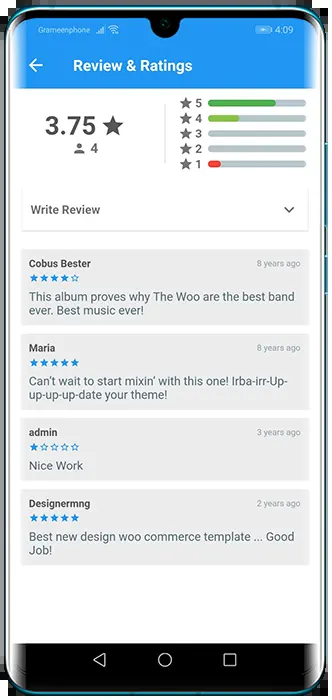 Grameenphone 4:09
Review & Ratings
3.75
4
5
4
3
2
1
Write Review
Cobus Bester 8 years ago
This album proves why The Woo are the best band
ever. Best music ever!
Maria 8 years ago
Can't wait to start mixin' with this one! Irba-irr-Up-
up-up-up-date your theme!
admin 3 years ago
Nice Work
Designermng 2 years ago
Best new design woo commerce template ... Good
Job!